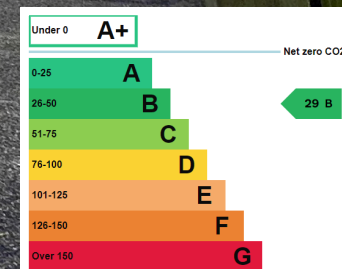 Under 0 A+
Net zero CO2
0-25 A
26-50 B
29 B
51-75 C
76-100 D
101-125 E
126-150 F
Over 150 G